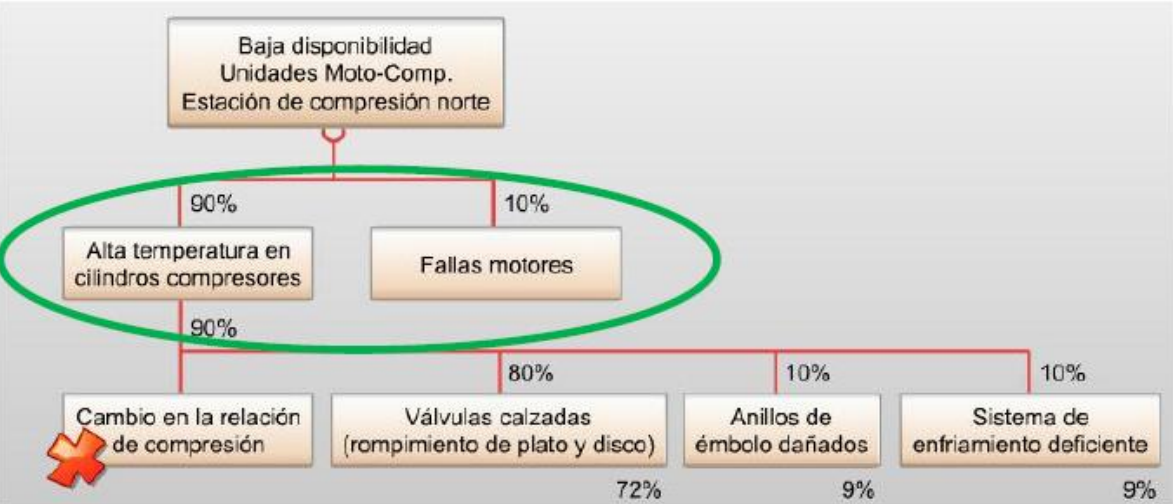 Baja disponibilidad
Unidades Moto-Comp.
Estación de compresión norte
90%
10%
Alta temperatura en
cilindros compresores
Fallas motores
90%
80%
10%
10%
Cambio en la relación
de compresión
Válvulas calzadas
(rompimiento de plato y disco)
Anillos de
émbolo dañados
Sistema de
enfriamiento deficiente
72%
9%
9%